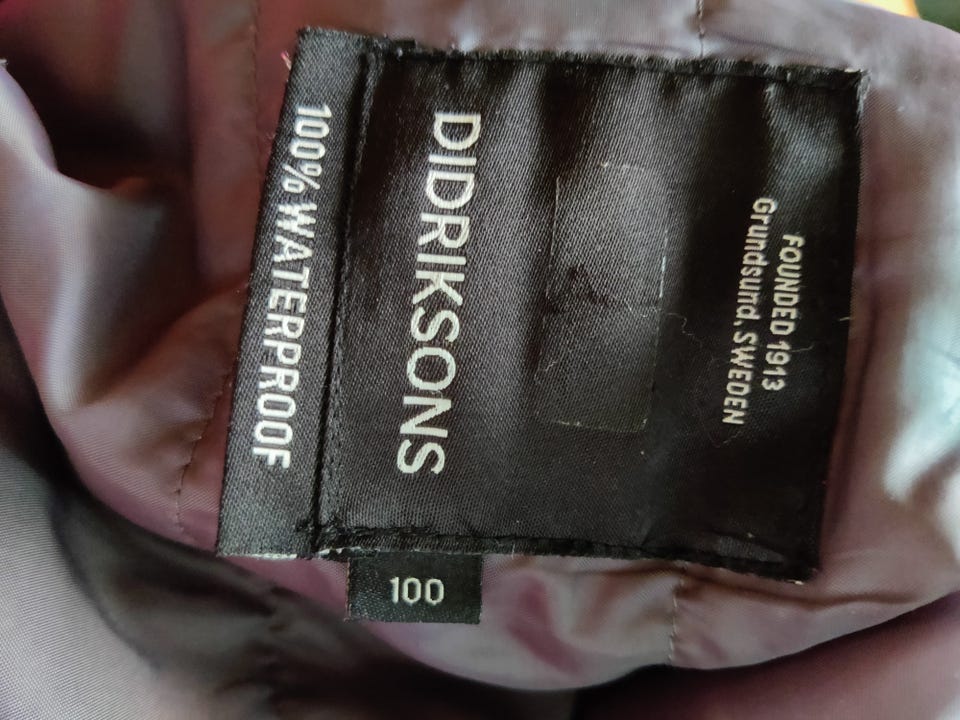 FOUNDED 1913
Grundsund, SWEDEN
DIDRIKSONS
100% WATERPROOF
100